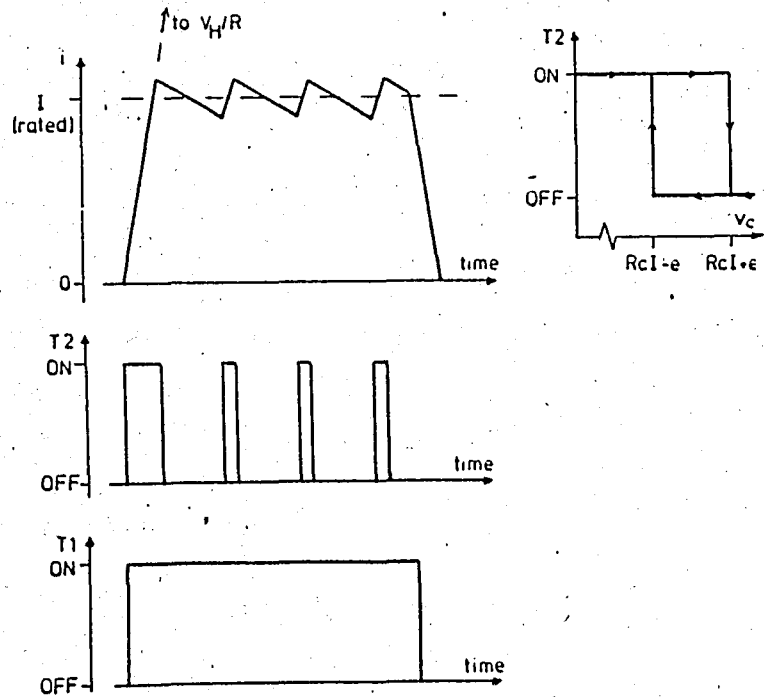 to V_H/R
i
I
(rated)
0
time
T2
ON
OFF
v_c
RcI-e
RcI+e
T2
ON
OFF
time
T1
ON
OFF
time